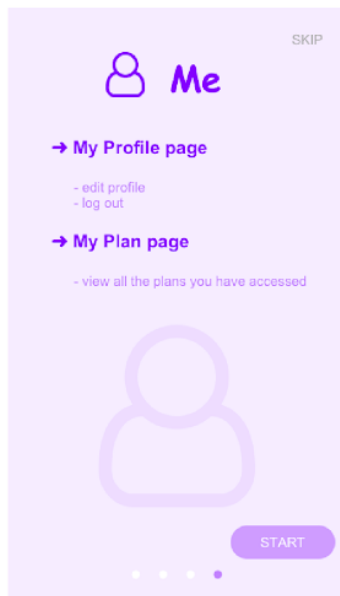 SKIP
Me
➔ My Profile page
- edit profile
- log out
➔ My Plan page
- view all the plans you have accessed
START